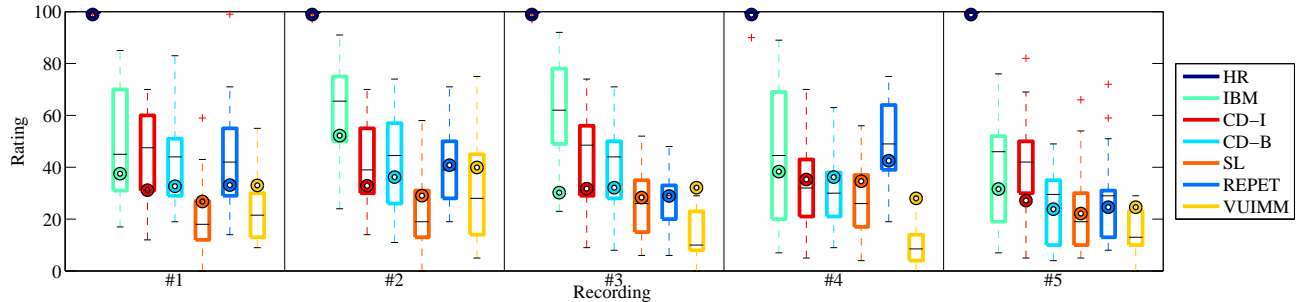 100
80
60
40
20
0
Rating
#1
#2
#3
#4
#5
Recording
HR
IBM
CD-I
CD-B
SL
REPET
VUIMM